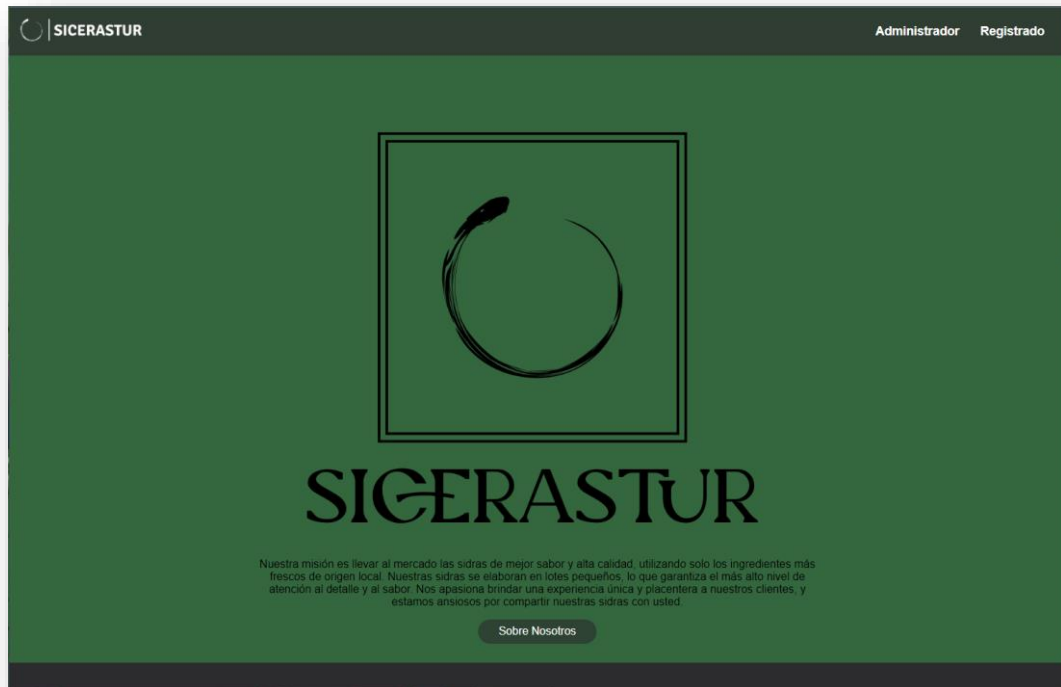 SICERASTUR
Administrador Registrado
SICERASTUR
Nuestra misión es llevar al mercado las sidras de mejor sabor y alta calidad, utilizando solo los ingredientes más
frescos de origen local. Nuestras sidras se elaboran en lotes pequeños, lo que garantiza el más alto nivel de
atención al detalle y al sabor. Nos apasiona brindar una experiencia única y placentera a nuestros clientes, y
estamos ansiosos por compartir nuestras sidras con usted.
Sobre Nosotros